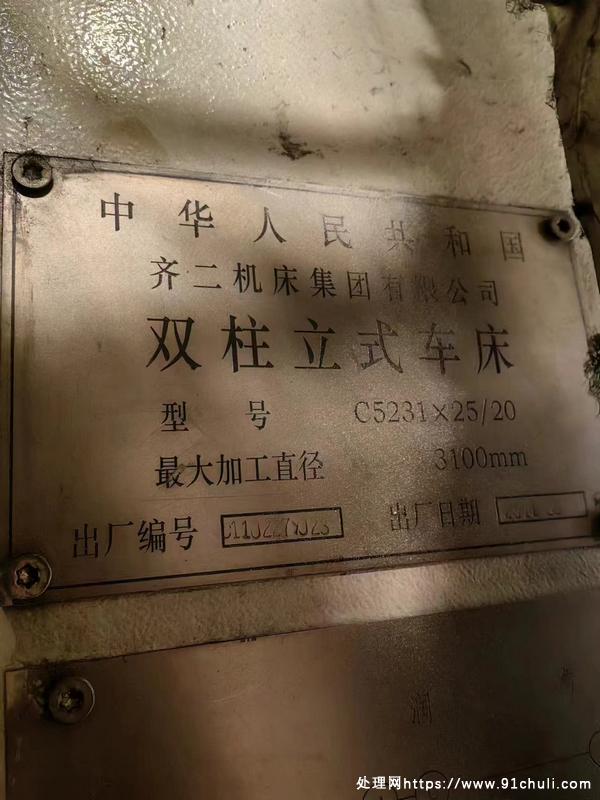 中华人民共和国
齐二机床集团有限公司
双柱立式车床
型号 C5231×25/20
最大加工直径 3100mm
出厂编号
出厂日期
润
处理网https://www.91chuli.com